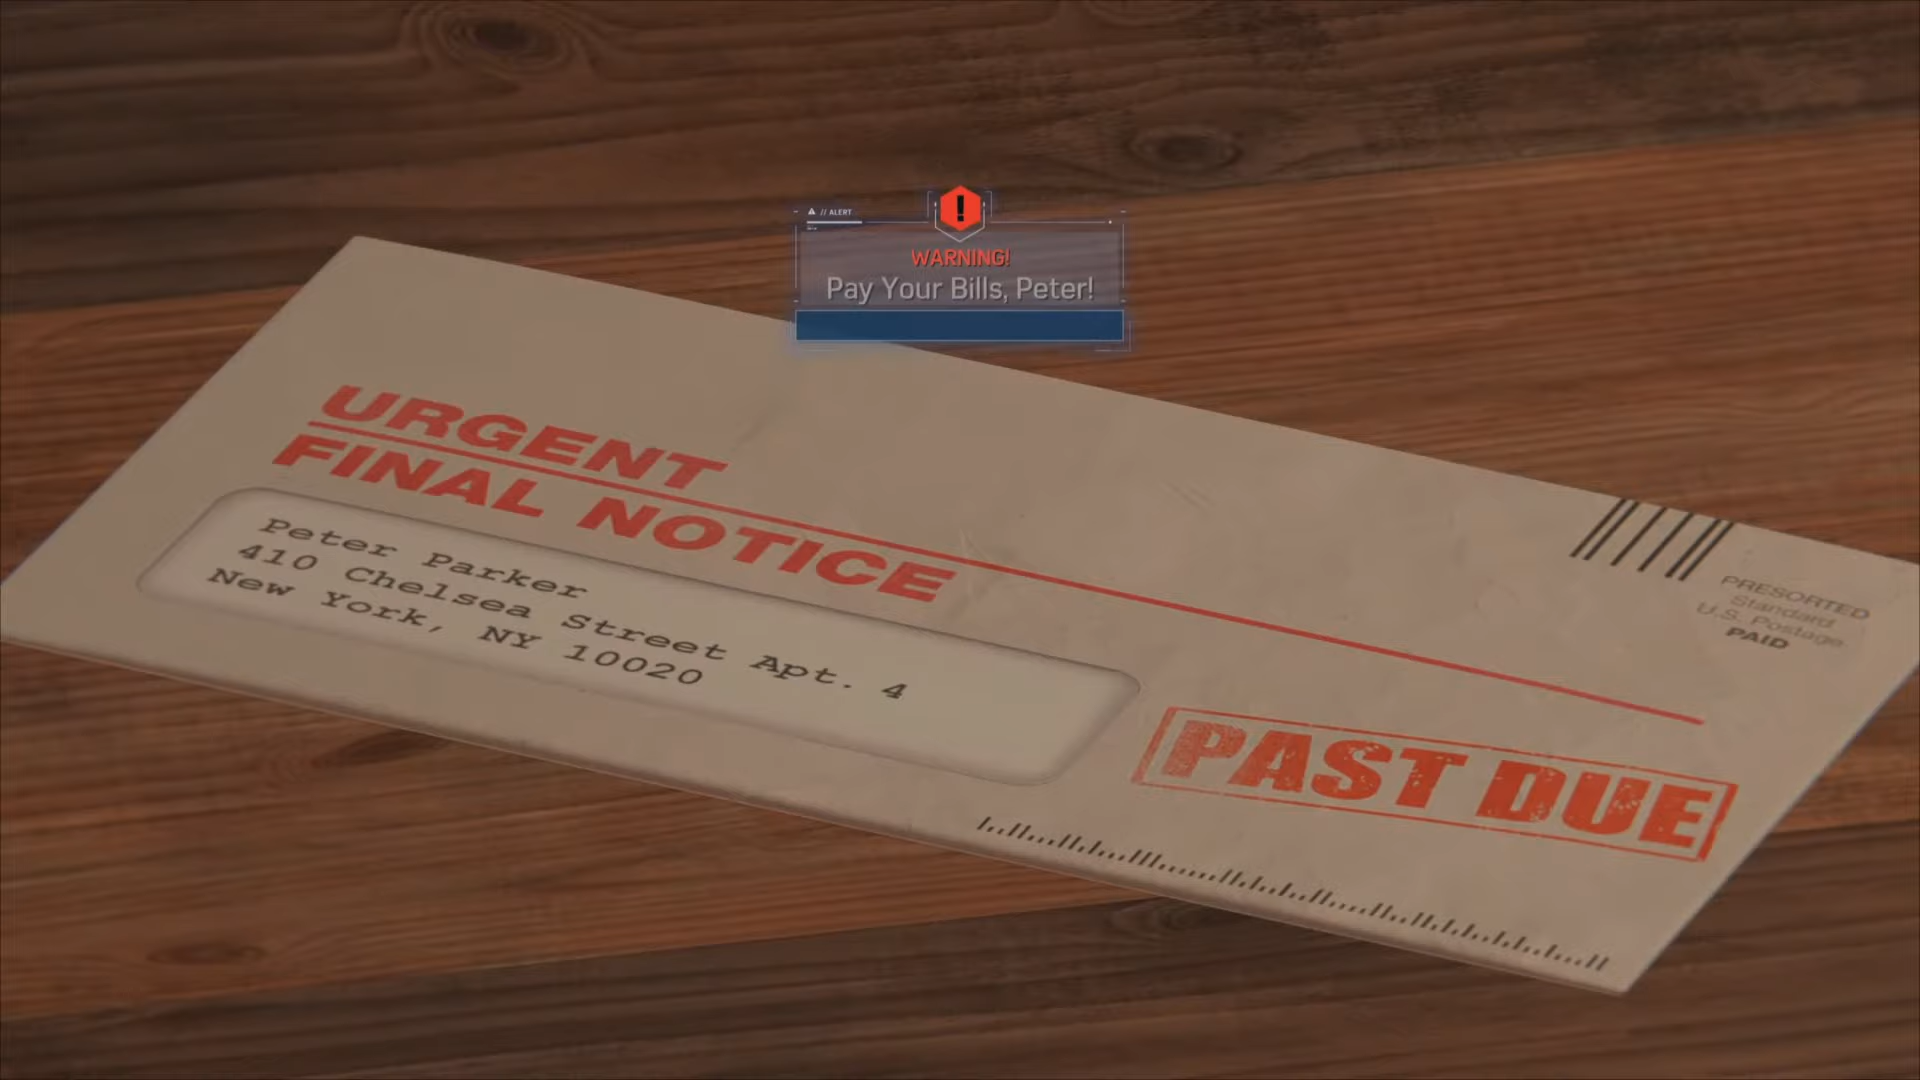 // ALERT
WARNING!
Pay Your Bills, Peter!
URGENT
FINAL NOTICE
Peter Parker
410 Chelsea Street Apt. 4
New York, NY 10020
PRESORTED
Standard
U.S. Postage
PAID
PAST DUE